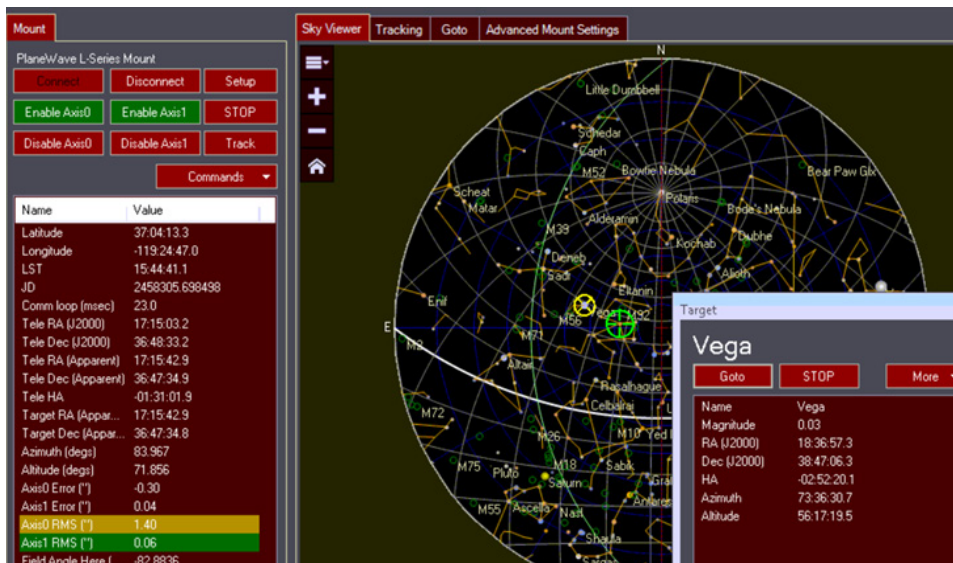 Mount
PlaneWave L-Series Mount
Connect Disconnect Setup
Enable Axis0 Enable Axis1 STOP
Disable Axis0 Disable Axis1 Track
Commands
Name Value
Latitude 37:04:13.3
Longitude -119:24:47.0
LST 15:44:41.1
JD 2458305.698498
Comm loop (msec) 23.0
Tele RA (J2000) 17:15:03.2
Tele Dec (J2000) 36:48:33.2
Tele RA (Apparent) 17:15:42.9
Tele Dec (Apparent) 36:47:34.9
Tele HA -01:31:01.9
Target RA (Appar... 17:15:42.9
Target Dec (Appar... 36:47:34.8
Azimuth (degs) 83.967
Altitude (degs) 71.856
Axis0 Error (") -0.30
Axis1 Error (") 0.04
Axis0 RMS (") 1.40
Axis1 RMS (") 0.06
Field Angle Here ( -82.8836
Sky Viewer Tracking Goto Advanced Mount Settings
N
Little Dumbbell
Schedar
Caph
M52 Bowtie Nebula
Bear Paw Glx
Scheat
Matar
Polaris
Bode's Nebula
Alderamin
M39
Kochab
Dubhe
Deneb
Sadr
Alioth
Eltanin
Enif
Vega
M56
M92
E
M2
M71
Altair
Rasalhague
Celbalrai
M72
M26
M10 Yed
M75 Pluto
M18
Saturn
Sabik
M55 Ascella
Nasl
Antares
Shaula
Sargas
Target
Vega
Goto STOP More
Name Vega
Magnitude 0.03
RA (J2000) 18:36:57.3
Dec (J2000) 38:47:06.3
HA -02:52:20.1
Azimuth 73:36:30.7
Altitude 56:17:19.5